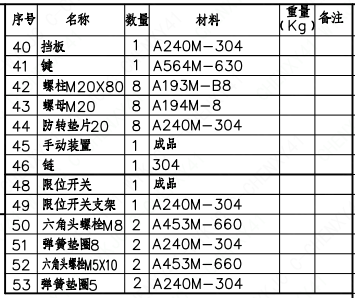 序号 名称 数量 材料 重量(Kg) 备注
40 挡板 1 A240M-304
41 键 1 A564M-630
42 螺柱M20X80 8 A193M-B8
43 螺母M20 8 A194M-8
44 防转垫片20 8 A240M-304
45 手动装置 1 成品
46 链 1 304
48 限位开关 1 成品
49 限位开关支架 1 A240M-304
50 六角头螺栓M8 2 A453M-660
51 弹簧垫圈8 2 A240M-304
52 六角头螺栓M5X10 2 A453M-660
53 弹簧垫圈5 2 A240M-304